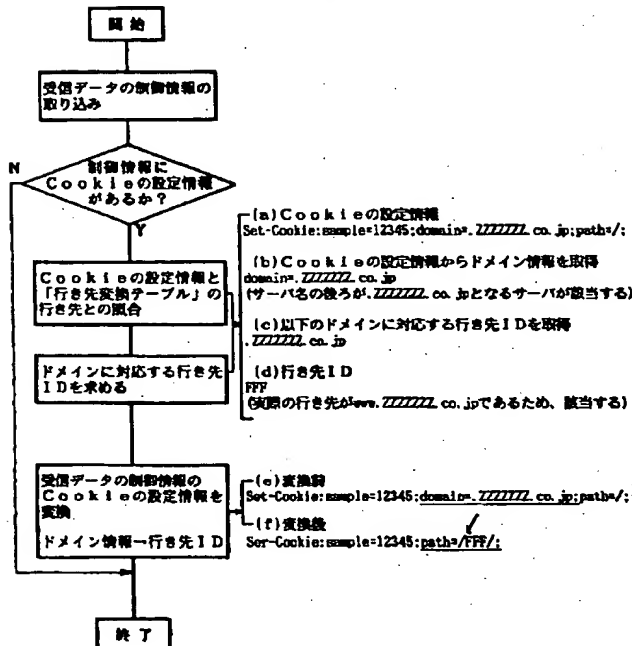 開 始
受信データの制御情報の
取り込み
N
制御情報に
Cookieの設定情報
があるか？
Y
(a)Cookieの設定情報
Set-Cookie:sample=12345;domain=.ZZZZZZZ.co.jp;path=/;
Cookieの設定情報と
「行き先変換テーブル」の
行き先との照合
(b)Cookieの設定情報からドメイン情報を取得
domain=.ZZZZZZZ.co.jp
(サーバ名の後ろが.ZZZZZZZ.co.jpとなるサーバが該当する)
(c)以下のドメインに対応する行き先IDを取得
.ZZZZZZZ.co.jp
ドメインに対応する行き先
IDを求める
(d)行き先ID
FFF
(実際の行き先がwww.ZZZZZZZ.co.jpであるため、該当する)
受信データの制御情報の
Cookieの設定情報を
変換
ドメイン情報→行き先ID
(e)変換前
Set-Cookie:sample=12345;domain=.ZZZZZZZ.co.jp;path=/;
(f)変換後
Ser-Cookie:sample=12345;path=/FFF/;
終 了